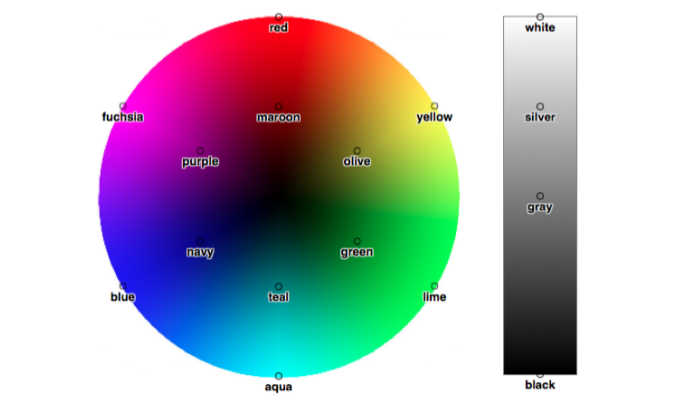 red
white
fuchsia
maroon
yellow
silver
purple
olive
gray
navy
green
blue
teal
lime
aqua
black